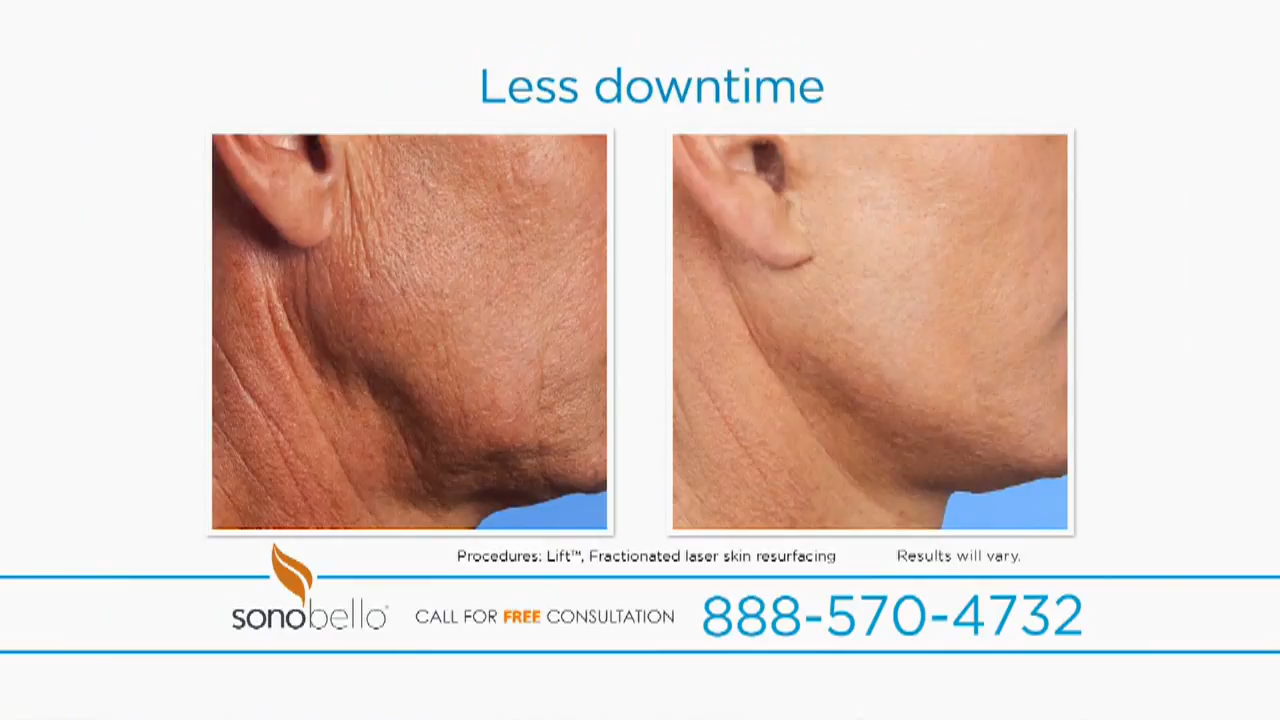 Less downtime
Procedures: Lift™, Fractionated laser skin resurfacing Results will vary.
sonobello CALL FOR FREE CONSULTATION 888-570-4732